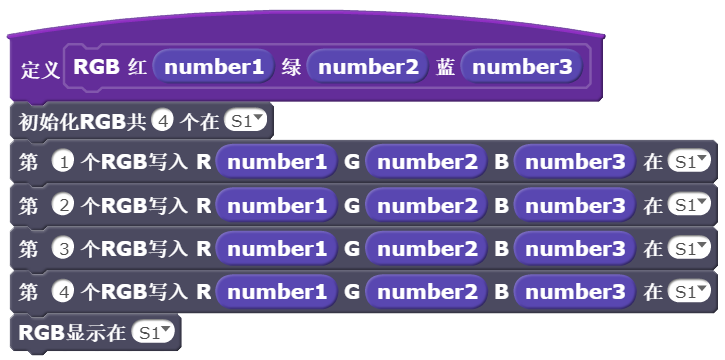 定义 RGB 红 number1 绿 number2 蓝 number3
初始化RGB共 4 个在 S1
第 1 个RGB写入 R number1 G number2 B number3 在 S1
第 2 个RGB写入 R number1 G number2 B number3 在 S1
第 3 个RGB写入 R number1 G number2 B number3 在 S1
第 4 个RGB写入 R number1 G number2 B number3 在 S1
RGB显示在 S1